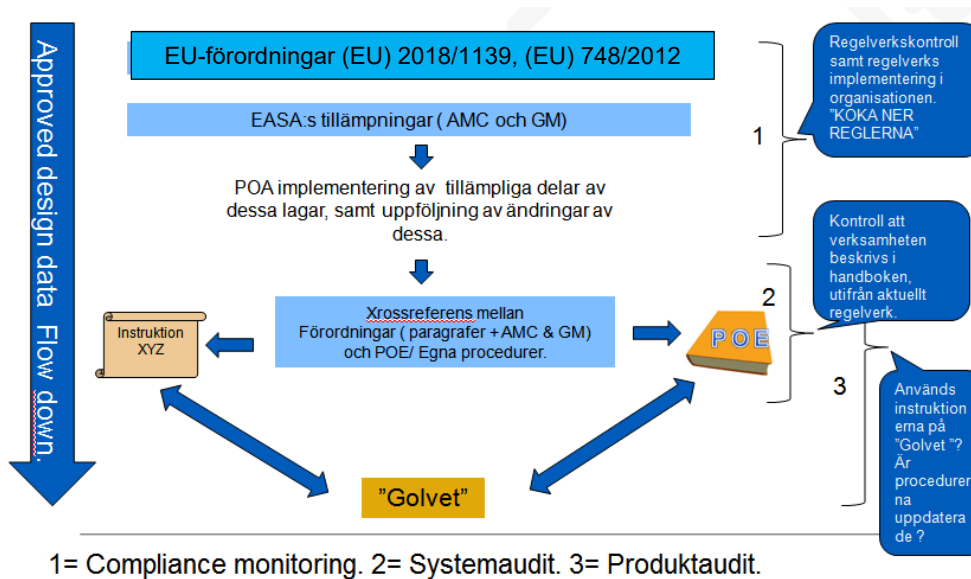 Approved design data Flow down.
EU-förordningar (EU) 2018/1139, (EU) 748/2012
EASA:s tillämpningar ( AMC och GM)
POA implementering av tillämpliga delar av
dessa lagar, samt uppföljning av ändringar av
dessa.
Xrossreferens mellan
Förordningar ( paragrafer +AMC & GM)
och POE/ Egna procedurer.
Instruktion
XYZ
POE
"Golvet"
1
Regelverkskontroll
samt regelverks
implementering i
organisationen.
"KOKA NER
REGLERNA"
2
Kontroll att
verksamheten
beskrivs i
handboken,
utifrån aktuellt
regelverk.
3
Används
instruktion
erna på
"Golvet "?
Är
procedurer
na
uppdatera
de ?
1= Compliance monitoring. 2= Systemaudit. 3= Produktaudit.